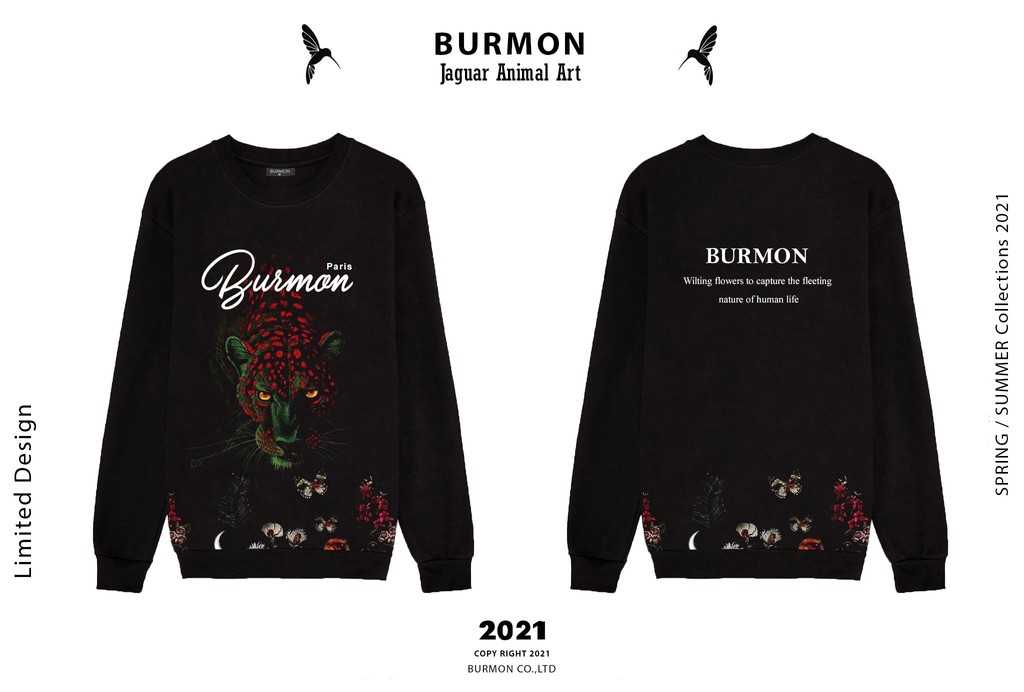 BURMON
Jaguar Animal Art
BURMON
Burmon
Paris
BURMON
Wilting flowers to capture the fleeting
nature of human life
Limited Design
SPRING / SUMMER Collections 2021
2021
COPY RIGHT 2021
BURMON CO.,LTD